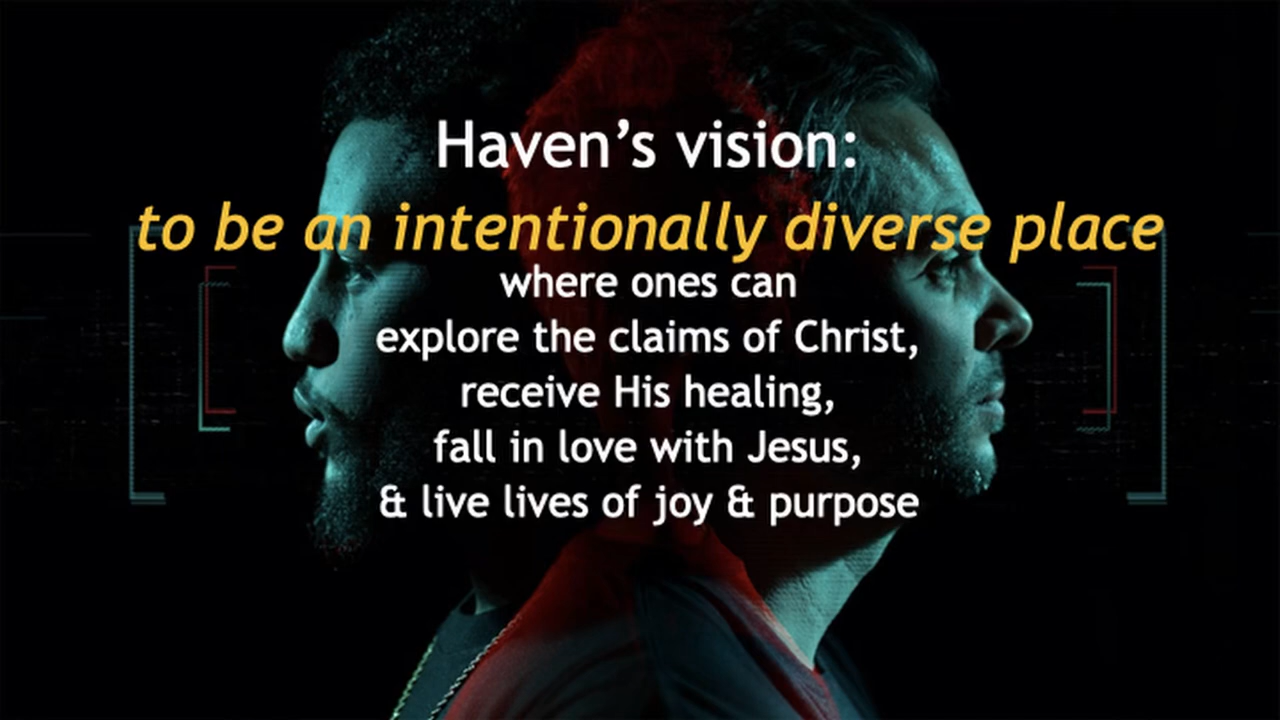 Haven’s vision:
to be an intentionally diverse place
where ones can
explore the claims of Christ,
receive His healing,
fall in love with Jesus,
& live lives of joy & purpose